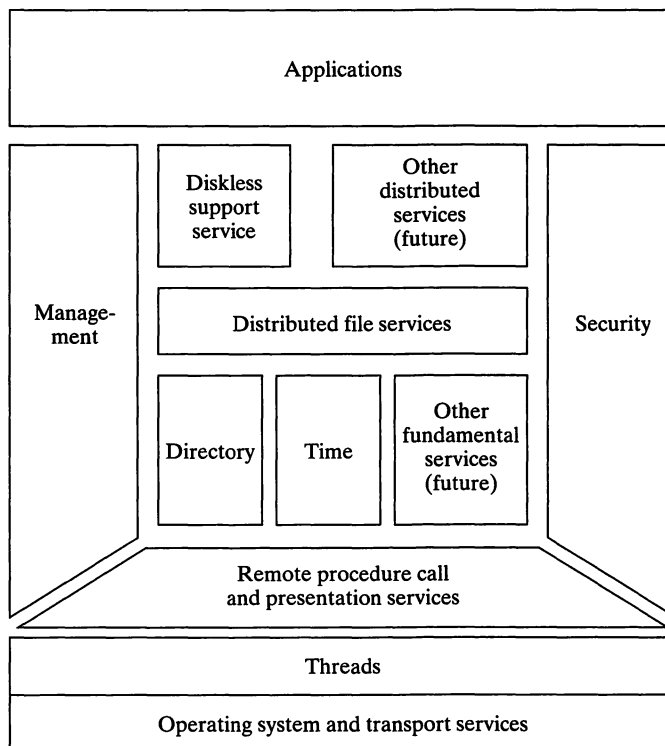 Applications
Diskless
support
service
Other
distributed
services
(future)
Manage-
ment
Distributed file services
Security
Directory
Time
Other
fundamental
services
(future)
Remote procedure call
and presentation services
Threads
Operating system and transport services